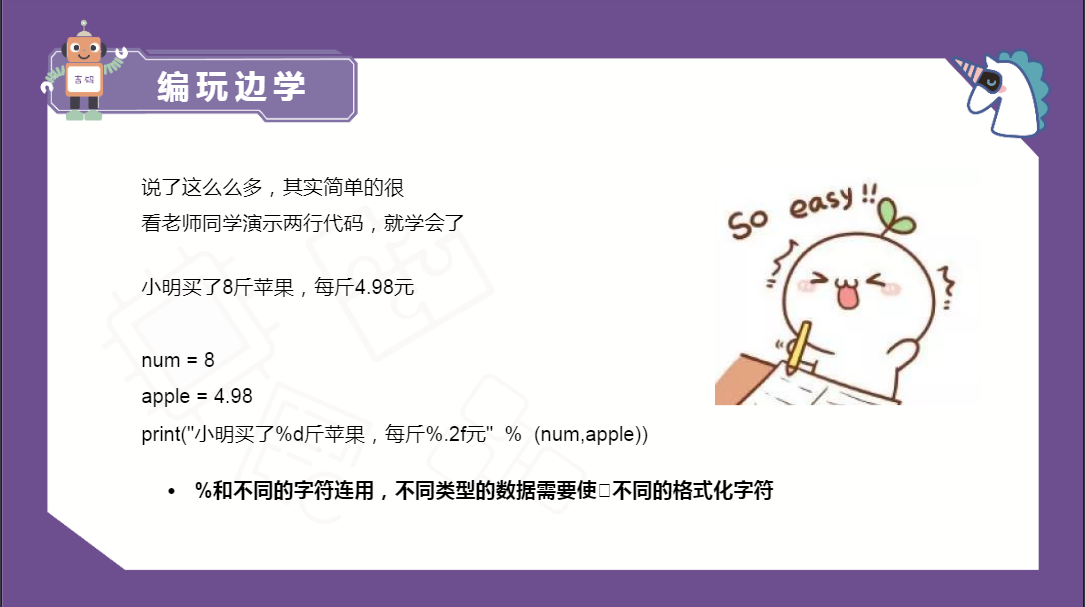 吉码
编玩边学
说了这么么多，其实简单的很
看老师同学演示两行代码，就学会了
So easy!!
小明买了8斤苹果，每斤4.98元
num = 8
apple = 4.98
print("小明买了%d斤苹果，每斤%.2f元" % (num,apple))
• %和不同的字符连用，不同类型的数据需要使□不同的格式化字符